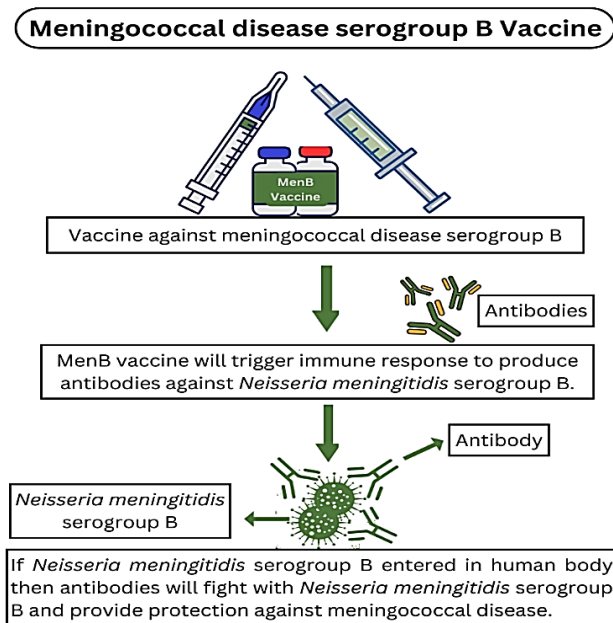 Meningococcal disease serogroup B Vaccine
MenB
Vaccine
Vaccine against meningococcal disease serogroup B
Antibodies
MenB vaccine will trigger immune response to produce
antibodies against Neisseria meningitidis serogroup B.
Antibody
Neisseria meningitidis
serogroup B
If Neisseria meningitidis serogroup B entered in human body
then antibodies will fight with Neisseria meningitidis serogroup
B and provide protection against meningococcal disease.